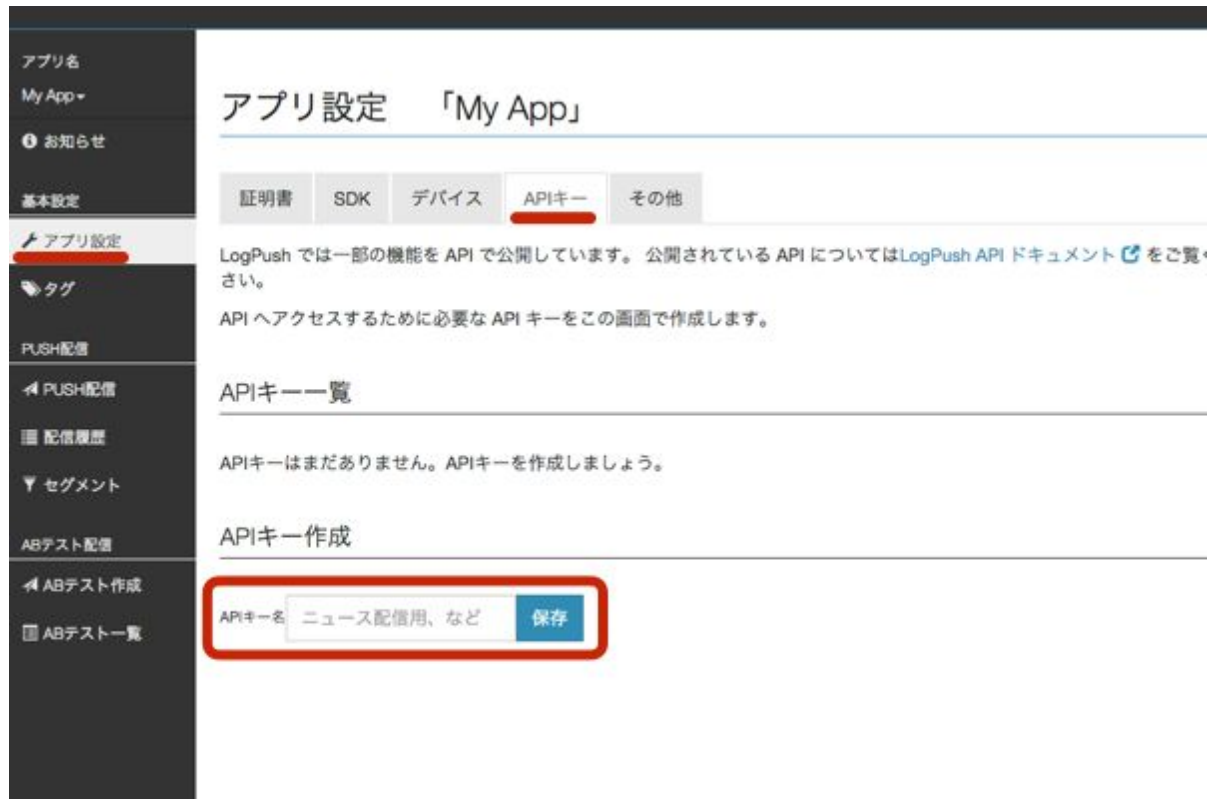 アプリ名
My App
お知らせ
基本設定
アプリ設定
タグ
PUSH配信
PUSH配信
配信履歴
セグメント
ABテスト配信
ABテスト作成
ABテスト一覧
アプリ設定 「My App」
証明書 SDK デバイス APIキー その他
LogPush では一部の機能を API で公開しています。 公開されている API についてはLogPush API ドキュメント をご覧く
さい。
API へアクセスするために必要な API キーをこの画面で作成します。
APIキー一覧
APIキーはまだありません。APIキーを作成しましょう。
APIキー作成
APIキー名 ニュース配信用、など 保存